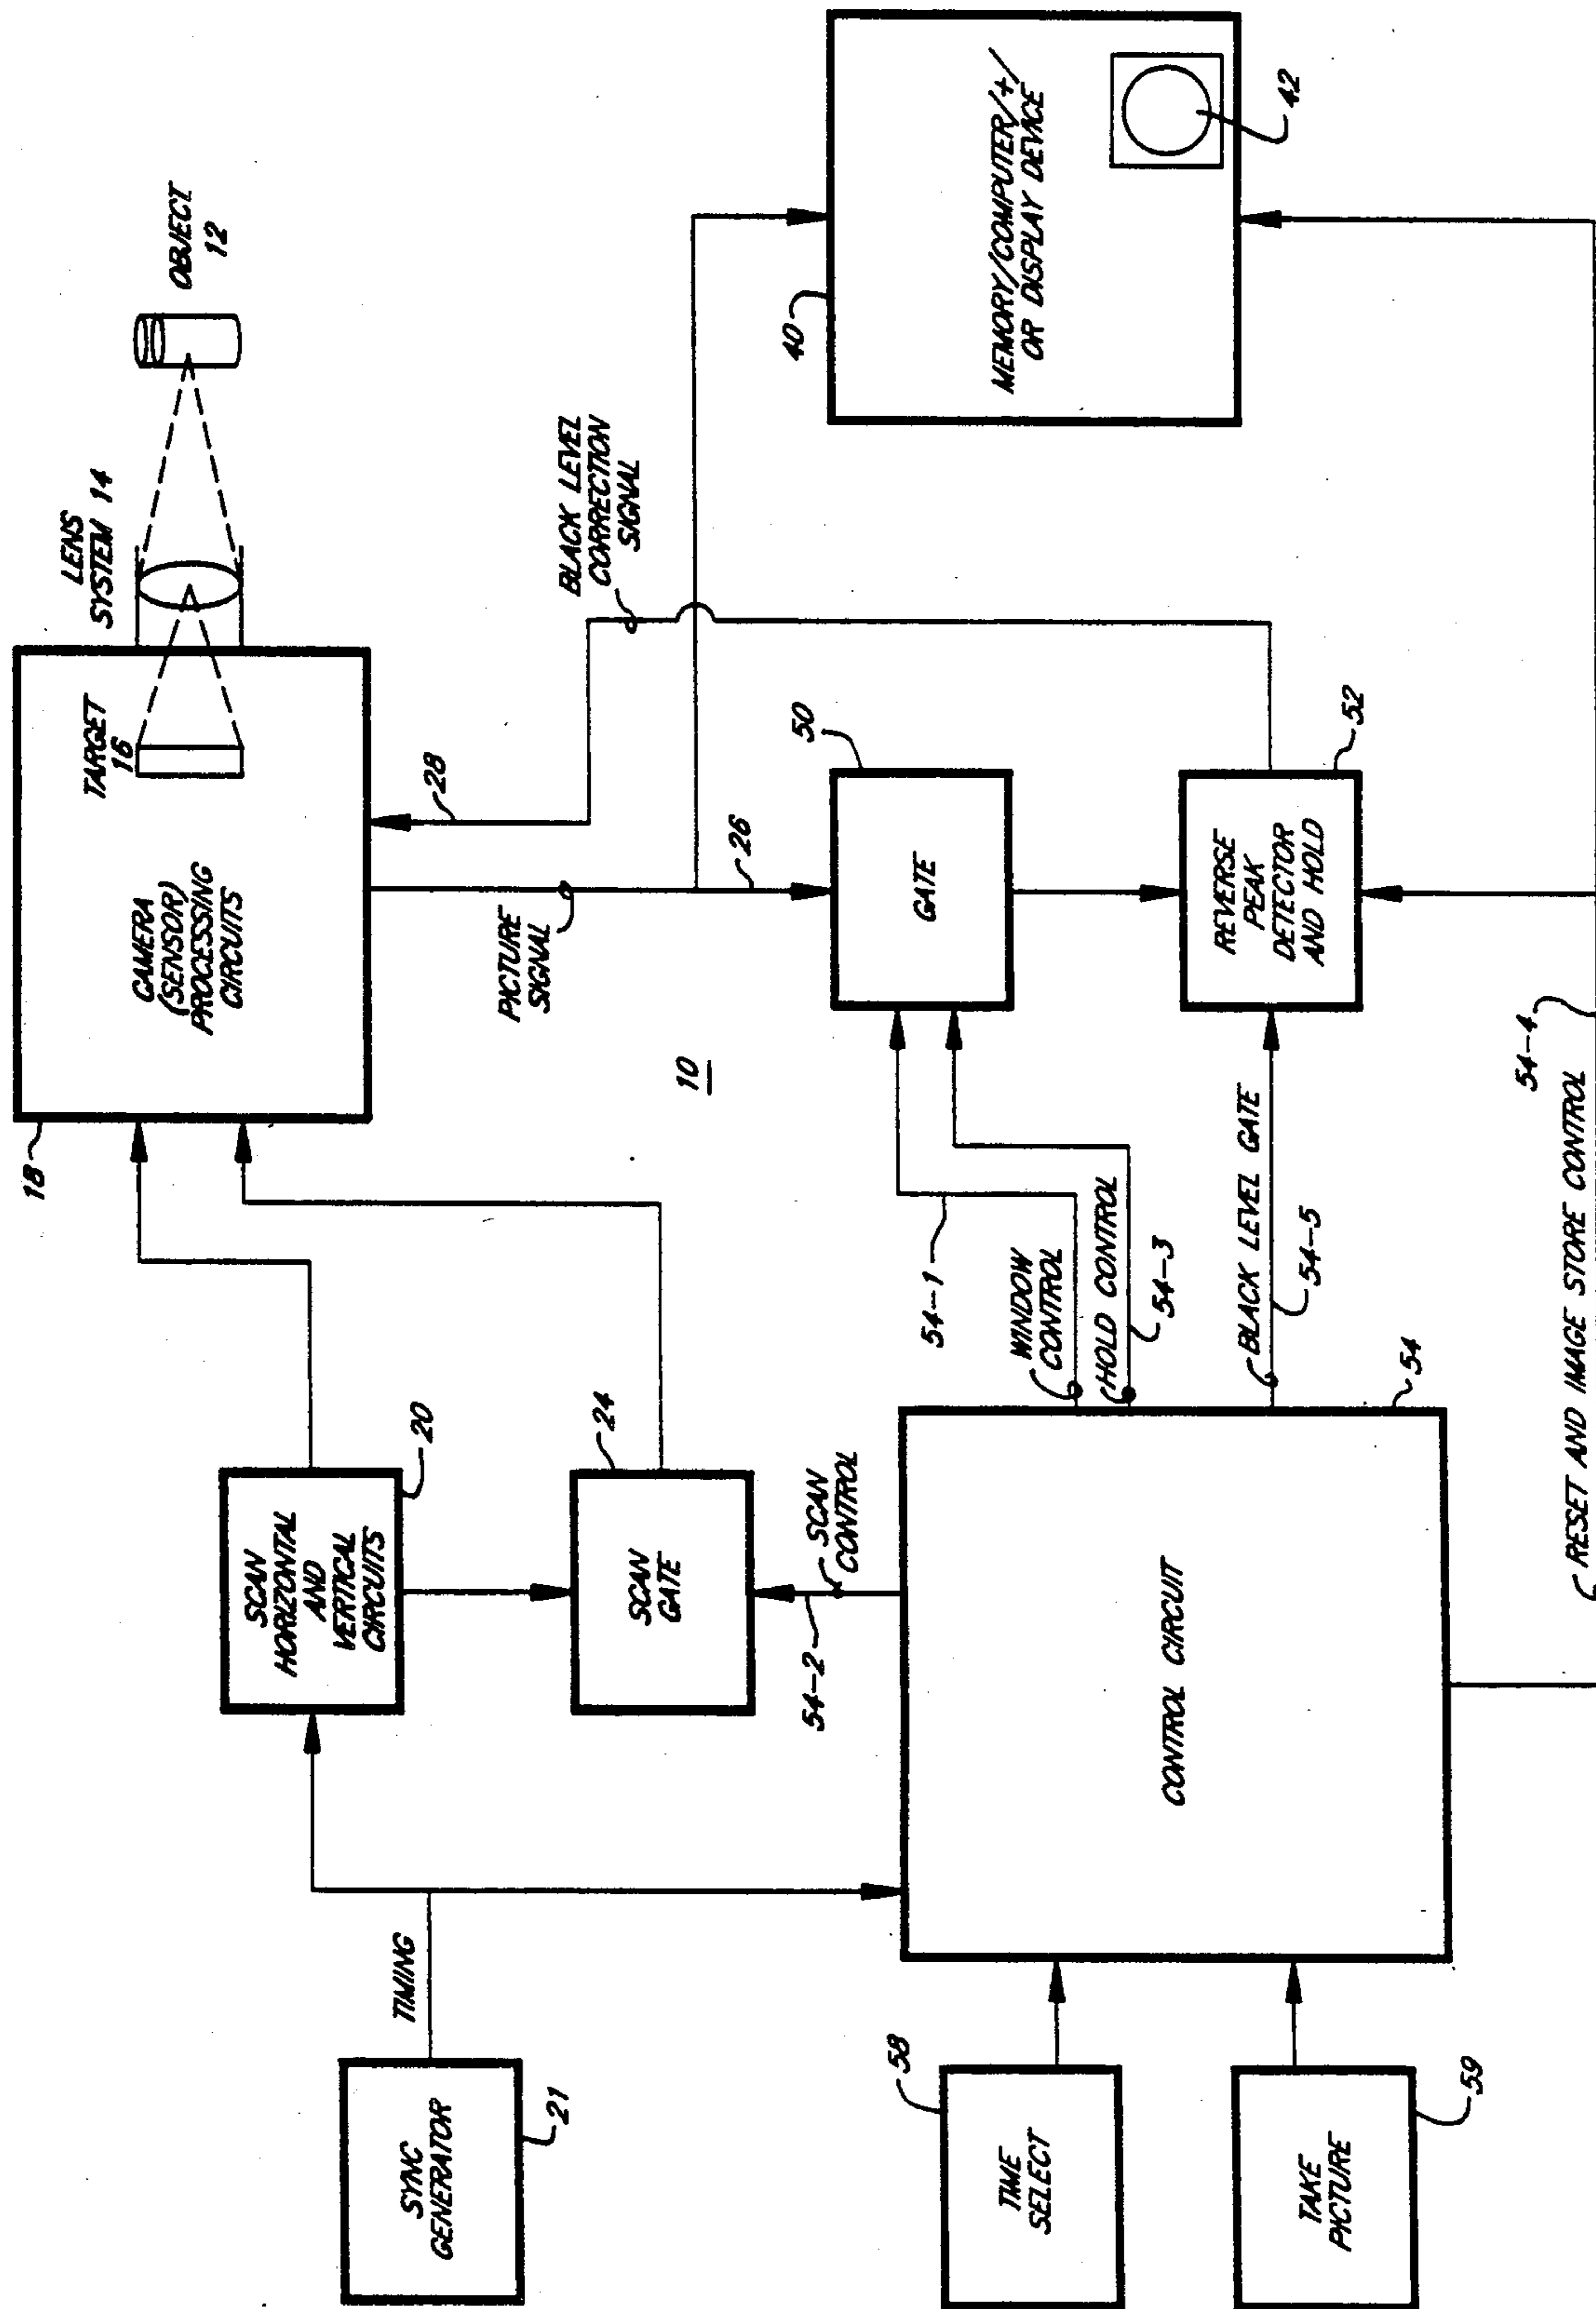 LENS
SYSTEM 14
OBJECT
12
TARGET
16
CAMERA
(SENSOR)
PROCESSING
CIRCUITS
18
28
26
PICTURE
SIGNAL
BLACK LEVEL
CORRECTION
SIGNAL
SCAN
HORIZONTAL
AND
VERTICAL
CIRCUITS
20
SCAN
GATE
24
SCAN
CONTROL
54-2
TIMING
SYNC
GENERATOR
21
10
50
GATE
40
MEMORY/COMPUTER/+/
OR DISPLAY DEVICE
42
54-1
WINDOW
CONTROL
HOLD CONTROL
54-3
BLACK LEVEL GATE
54-5
REVERSE
PEAK
DETECTOR
AND HOLD
52
CONTROL CIRCUIT
54
58
TIME
SELECT
TAKE
PICTURE
59
54-4
RESET AND IMAGE STORE CONTROL